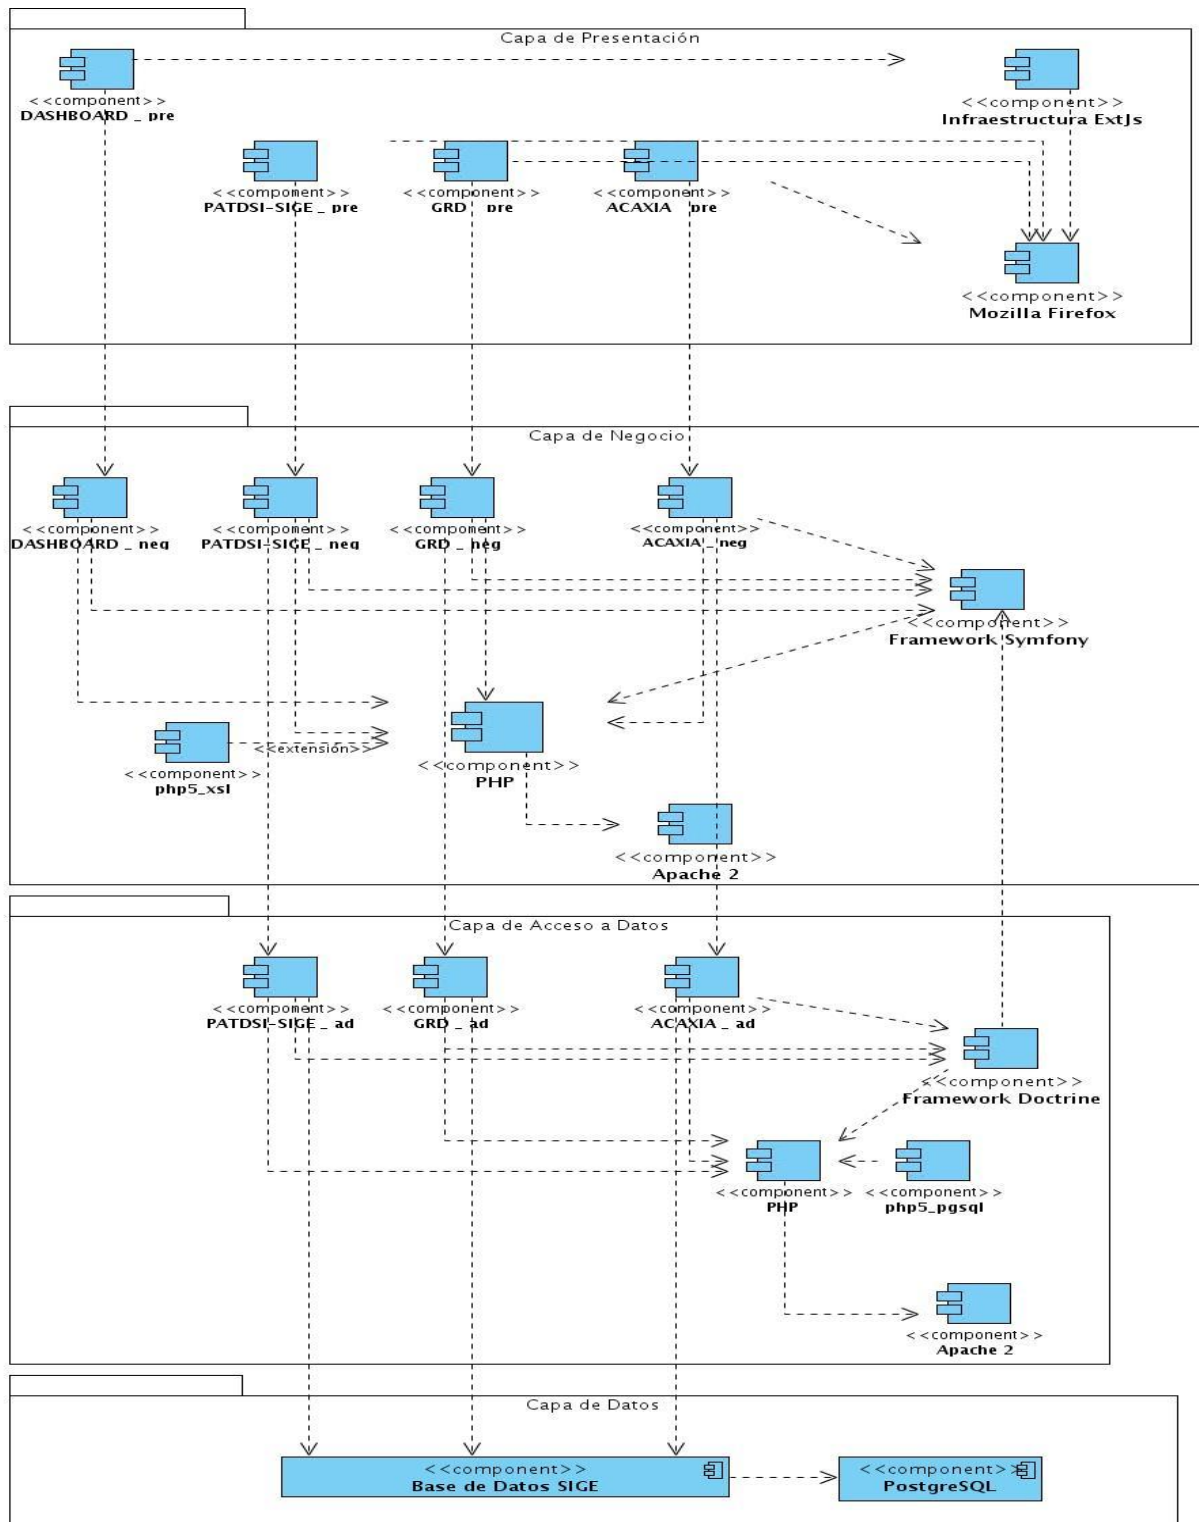 Capa de Presentación
<<component>>
DASHBOARD _ pre
<<component>>
Infraestructura ExtJs
<<component>>
PATDSI-SIGE _ pre
<<component>>
GRD _ pre
<<component>>
ACAXIA _ pre
<<component>>
Mozilla Firefox
Capa de Negocio
<<component>>
DASHBOARD _ neg
<<component>>
PATDSI-SIGE _ neg
<<component>>
GRD _ neg
<<component>>
ACAXIA _ neg
<<component>>
Framework Symfony
<<extensión>>
<<component>>
php5_xsl
<<component>>
PHP
<<component>>
Apache 2
Capa de Acceso a Datos
<<component>>
PATDSI-SIGE _ ad
<<component>>
GRD _ ad
<<component>>
ACAXIA _ ad
<<component>>
Framework Doctrine
<<component>>
PHP
<<component>>
php5_pgsql
<<component>>
Apache 2
Capa de Datos
<<component>>
Base de Datos SIGE
<<component>>
PostgreSQL